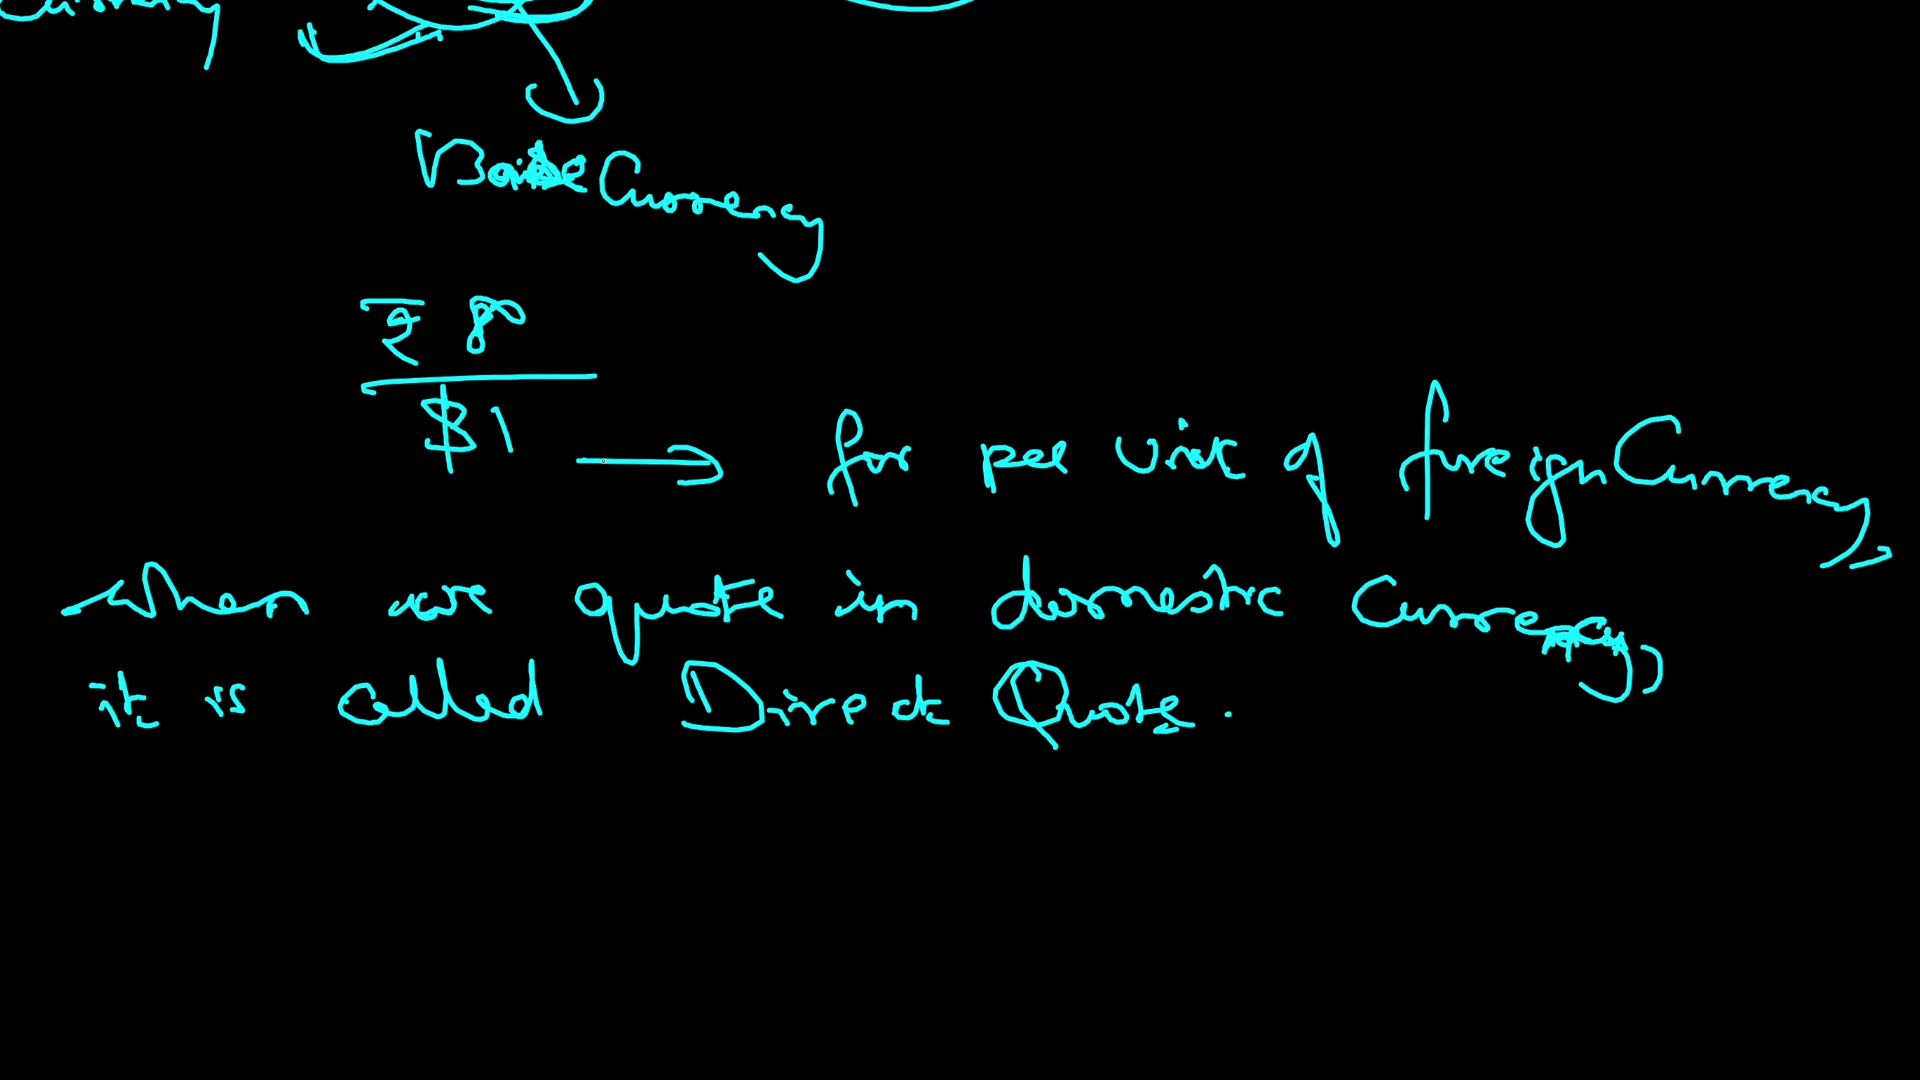 Currency
Base Currency
₹ 80
$1 → for per unit of foreign Currency,
when we quote in domestic Currency,
it is called Direct Quote.